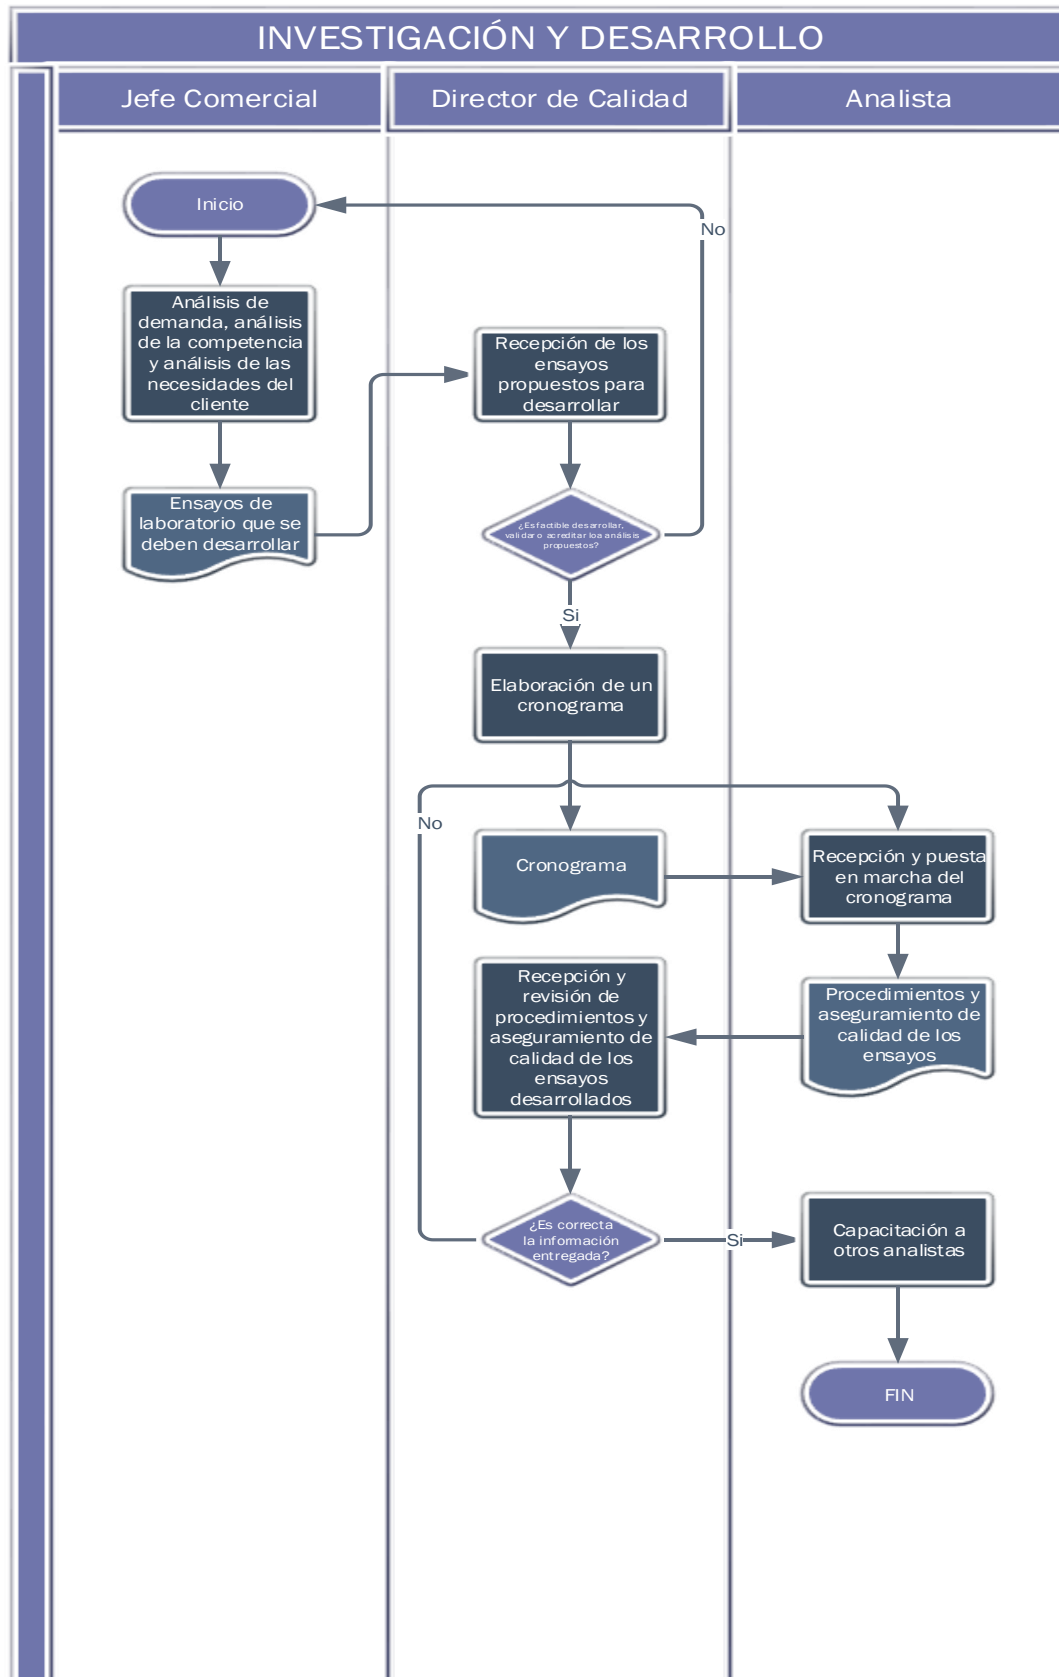 INVESTIGACIÓN Y DESARROLLO
Jefe Comercial
Director de Calidad
Analista
Inicio
No
Análisis de
demanda, análisis
de la competencia
y análisis de las
necesidades del
cliente
Recepción de los
ensayos
propuestos para
desarrollar
Ensayos de
laboratorio que se
deben desarrollar
¿Es factible desarrollar,
validar o acreditar loa análisis
propuestos?
Si
Elaboración de un
cronograma
No
Cronograma
Recepción y puesta
en marcha del
cronograma
Recepción y
revisión de
procedimientos y
aseguramiento de
calidad de los
ensayos
desarrollados
Procedimientos y
aseguramiento de
calidad de los
ensayos
¿Es correcta
la información
entregada?
Si
Capacitación a
otros analistas
FIN